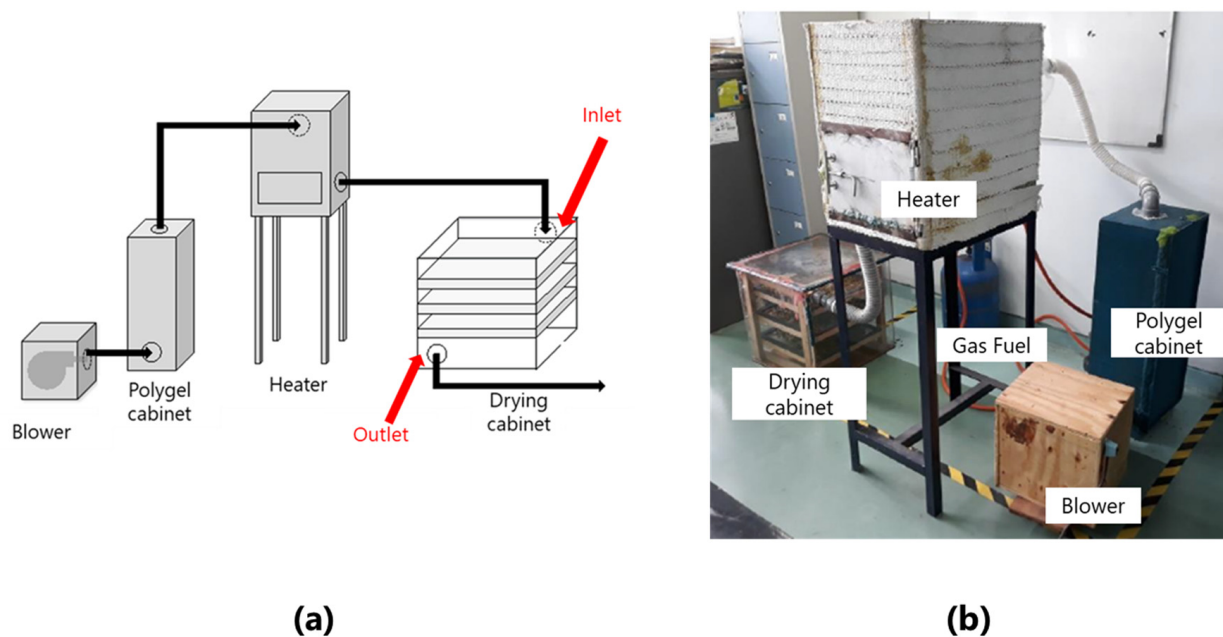 Inlet
Polygel
cabinet
Heater
Blower
Drying
cabinet
Outlet
(a)
Heater
Gas Fuel
Polygel
cabinet
Drying
cabinet
Blower
(b)